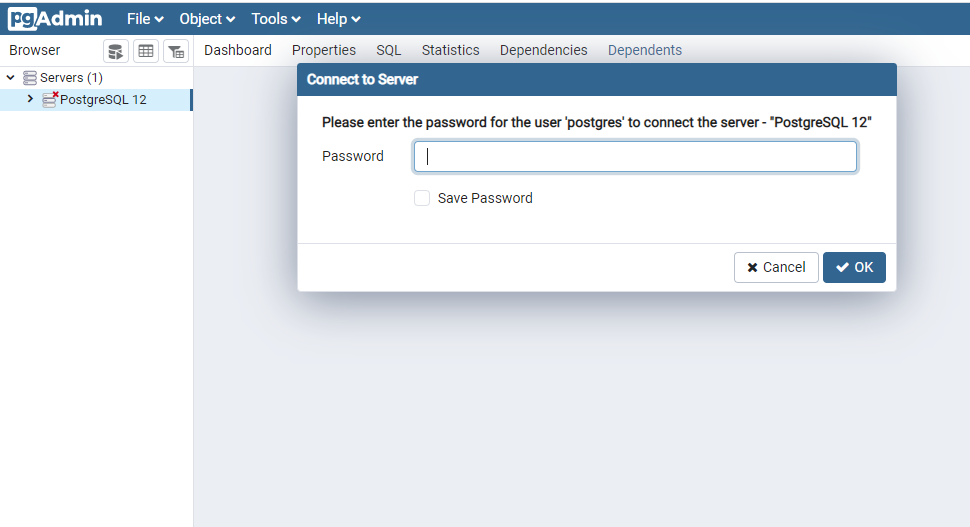 pgAdmin File Object Tools Help
Browser Dashboard Properties SQL Statistics Dependencies Dependents
Servers (1)
PostgreSQL 12
Connect to Server
Please enter the password for the user 'postgres' to connect the server - "PostgreSQL 12"
Password
Save Password
Cancel OK